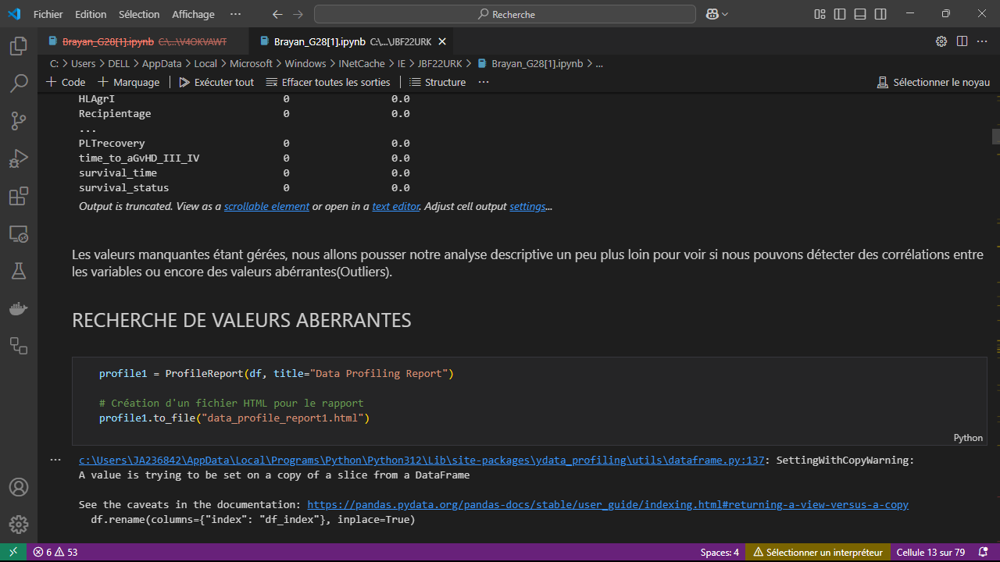 Fichier Edition Sélection Affichage ··· Recherche
Brayan_G28[1].ipynb C:\...\V4OKVAWT Brayan_G28[1].ipynb C:\...\JBF22URK
C: > Users > DELL > AppData > Local > Microsoft > Windows > INetCache > IE > JBF22URK > Brayan_G28[1].ipynb > ...
+ Code + Marquage Exécuter tout Effacer toutes les sorties Structure ··· Sélectionner le noyau
HLAgrI 0 0.0
Recipientage 0 0.0
...
PLTrecovery 0 0.0
time_to_aGvHD_III_IV 0 0.0
survival_time 0 0.0
survival_status 0 0.0
Output is truncated. View as a scrollable element or open in a text editor. Adjust cell output settings...
Les valeurs manquantes étant gérées, nous allons pousser notre analyse descriptive un peu plus loin pour voir si nous pouvons détecter des corrélations entre
les variables ou encore des valeurs abérrantes(Outliers).
RECHERCHE DE VALEURS ABERRANTES
profile1 = ProfileReport(df, title="Data Profiling Report")
# Création d'un fichier HTML pour le rapport
profile1.to_file("data_profile_report1.html")
Python
··· c:\Users\JA236842\AppData\Local\Programs\Python\Python312\Lib\site-packages\ydata_profiling\utils\dataframe.py:137: SettingWithCopyWarning:
A value is trying to be set on a copy of a slice from a DataFrame
See the caveats in the documentation: https://pandas.pydata.org/pandas-docs/stable/user_guide/indexing.html#returning-a-view-versus-a-copy
df.rename(columns={"index": "df_index"}, inplace=True)
6 53 Spaces: 4 Sélectionner un interpréteur Cellule 13 sur 79